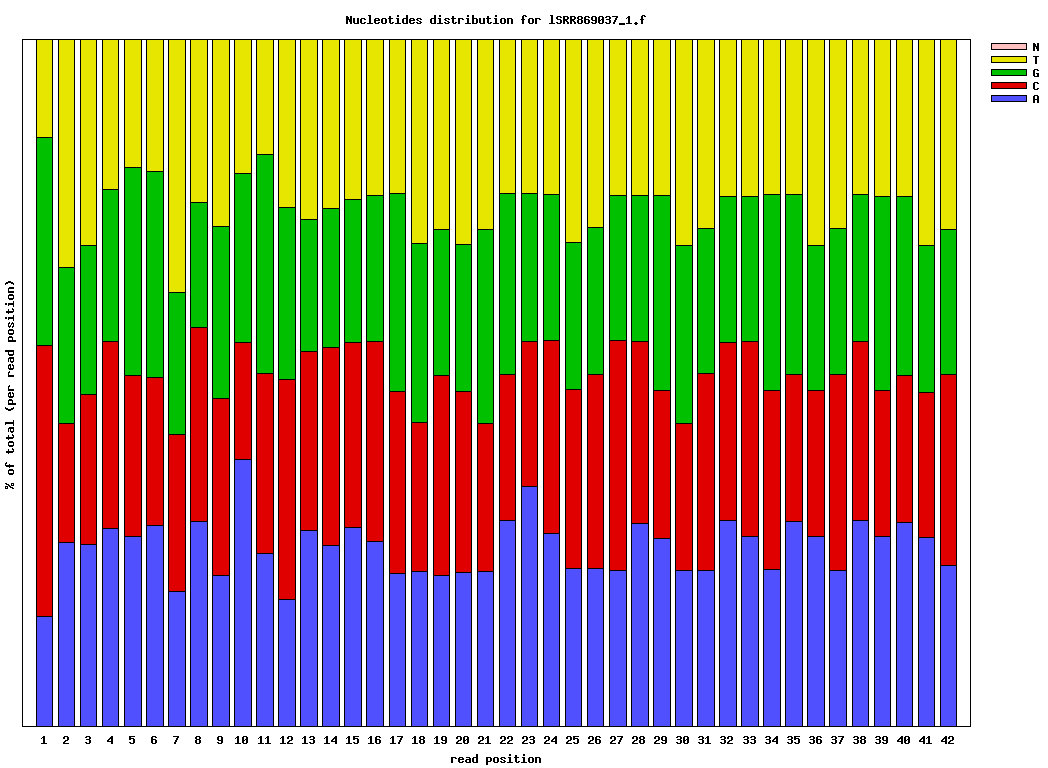 Nucleotides distribution for lSRR869037_1.f
N
T
G
C
A
% of total (per read position)
1 2 3 4 5 6 7 8 9 10 11 12 13 14 15 16 17 18 19 20 21 22 23 24 25 26 27 28 29 30 31 32 33 34 35 36 37 38 39 40 41 42
read position